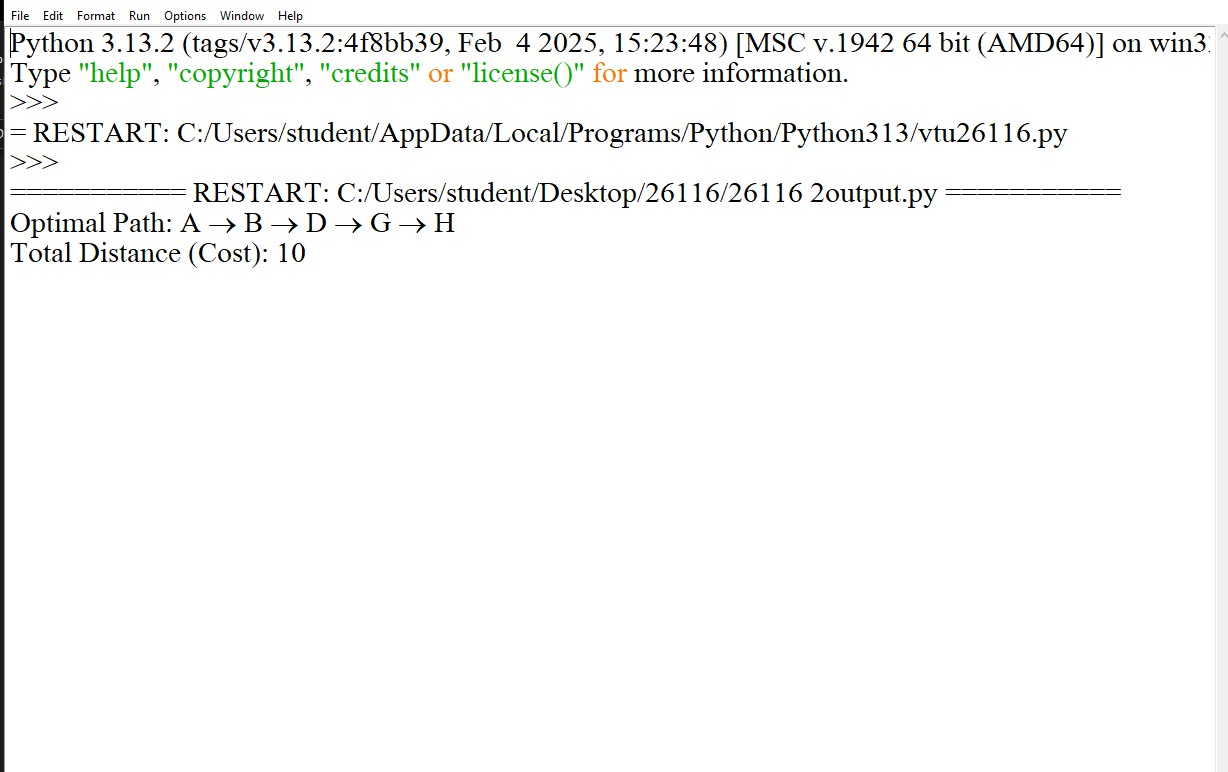 File Edit Format Run Options Window Help
Python 3.13.2 (tags/v3.13.2:4f8bb39, Feb  4 2025, 15:23:48) [MSC v.1942 64 bit (AMD64)] on win3
Type "help", "copyright", "credits" or "license()" for more information.
>>>
= RESTART: C:/Users/student/AppData/Local/Programs/Python/Python313/vtu26116.py
>>>
=========== RESTART: C:/Users/student/Desktop/26116/26116 2output.py ===========
Optimal Path: A → B → D → G → H
Total Distance (Cost): 10